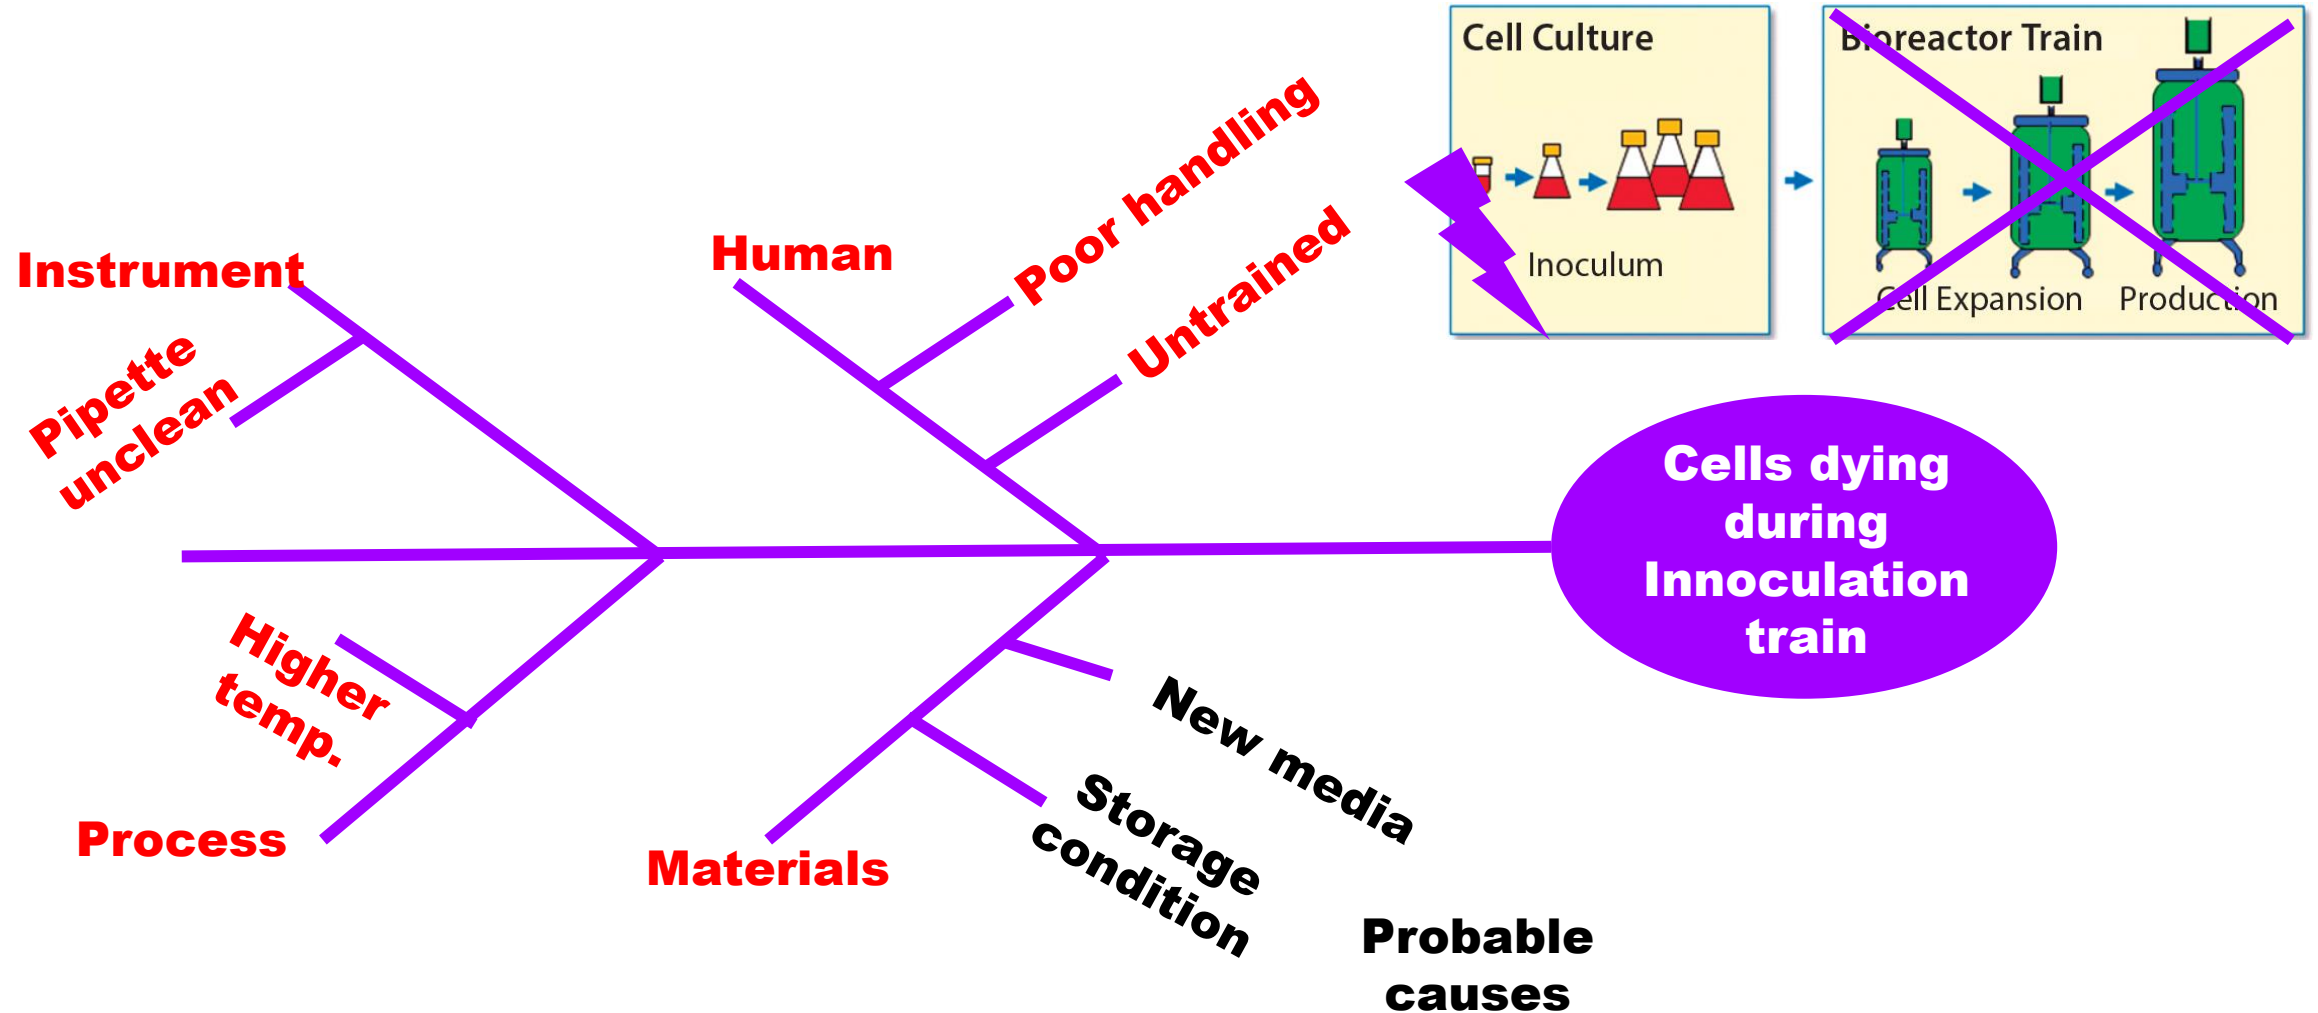 Cell Culture
Inoculum
Bioreactor Train
Cell Expansion
Production
Instrument
Pipette
unclean
Human
Poor handling
Untrained
Cells dying
during
Innoculation
train
Higher
temp.
Process
Materials
New media
Storage
condition
Probable
causes